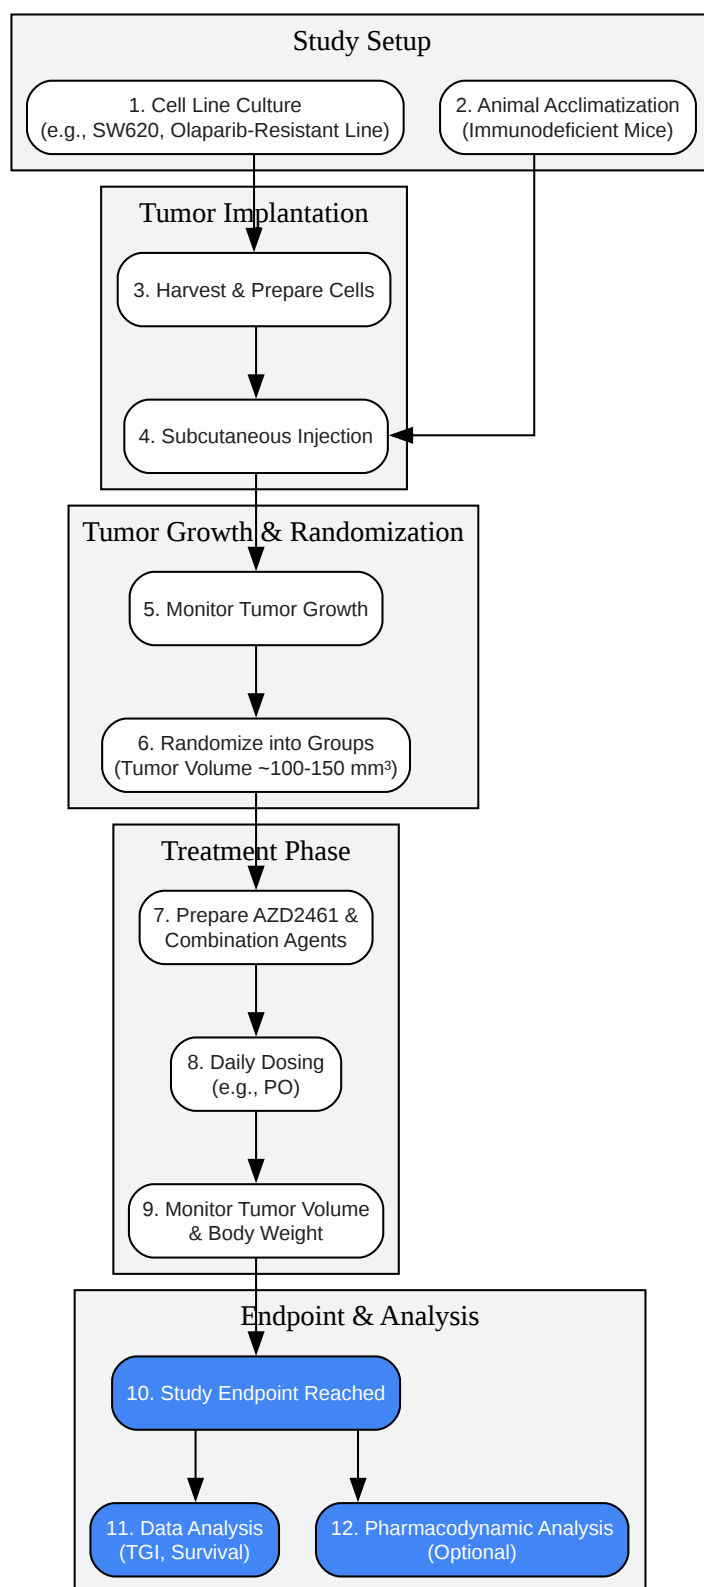 Study Setup
1. Cell Line Culture
(e.g., SW620, Olaparib-Resistant Line)
2. Animal Acclimatization
(Immunodeficient Mice)
Tumor Implantation
3. Harvest & Prepare Cells
4. Subcutaneous Injection
Tumor Growth & Randomization
5. Monitor Tumor Growth
6. Randomize into Groups
(Tumor Volume ~100-150 mm³)
Treatment Phase
7. Prepare AZD2461 &
Combination Agents
8. Daily Dosing
(e.g., PO)
9. Monitor Tumor Volume
& Body Weight
Endpoint & Analysis
10. Study Endpoint Reached
11. Data Analysis
(TGI, Survival)
12. Pharmacodynamic Analysis
(Optional)